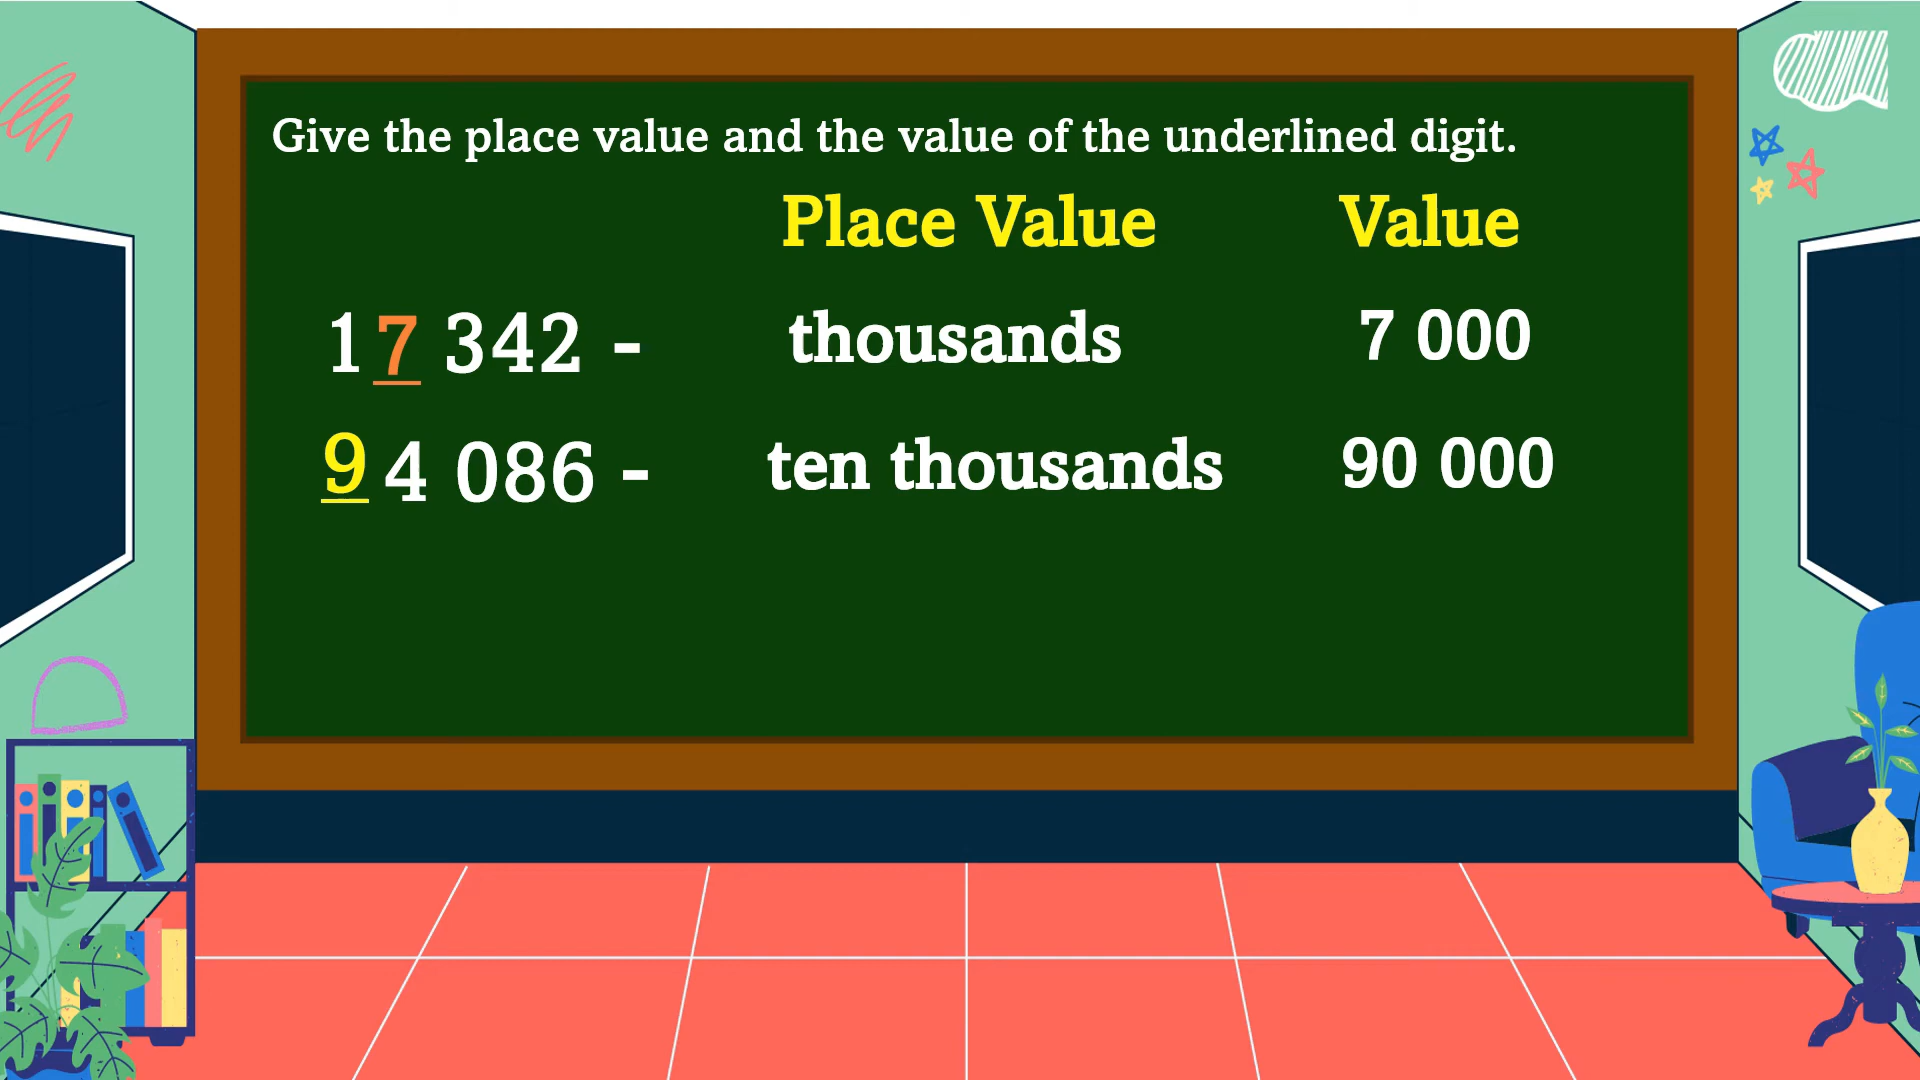 Give the place value and the value of the underlined digit.
Place Value Value
17 342 - thousands 7 000
94 086 - ten thousands 90 000